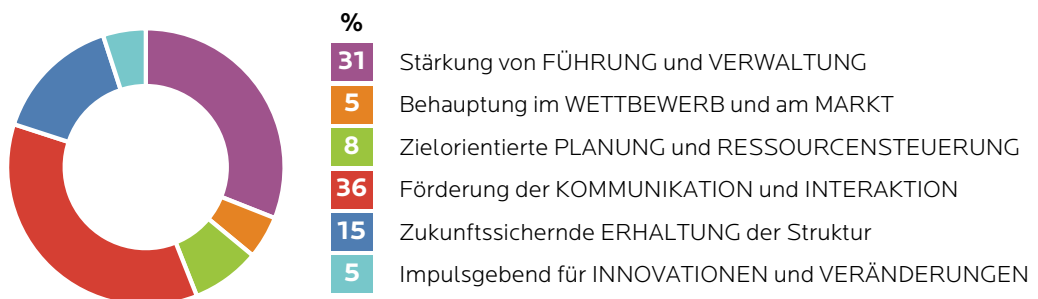 %
31 Stärkung von FÜHRUNG und VERWALTUNG
5 Behauptung im WETTBEWERB und am MARKT
8 Zielorientierte PLANUNG und RESSOURCENSTEUERUNG
36 Förderung der KOMMUNIKATION und INTERAKTION
15 Zukunftssichernde ERHALTUNG der Struktur
5 Impulsgebend für INNOVATIONEN und VERÄNDERUNGEN